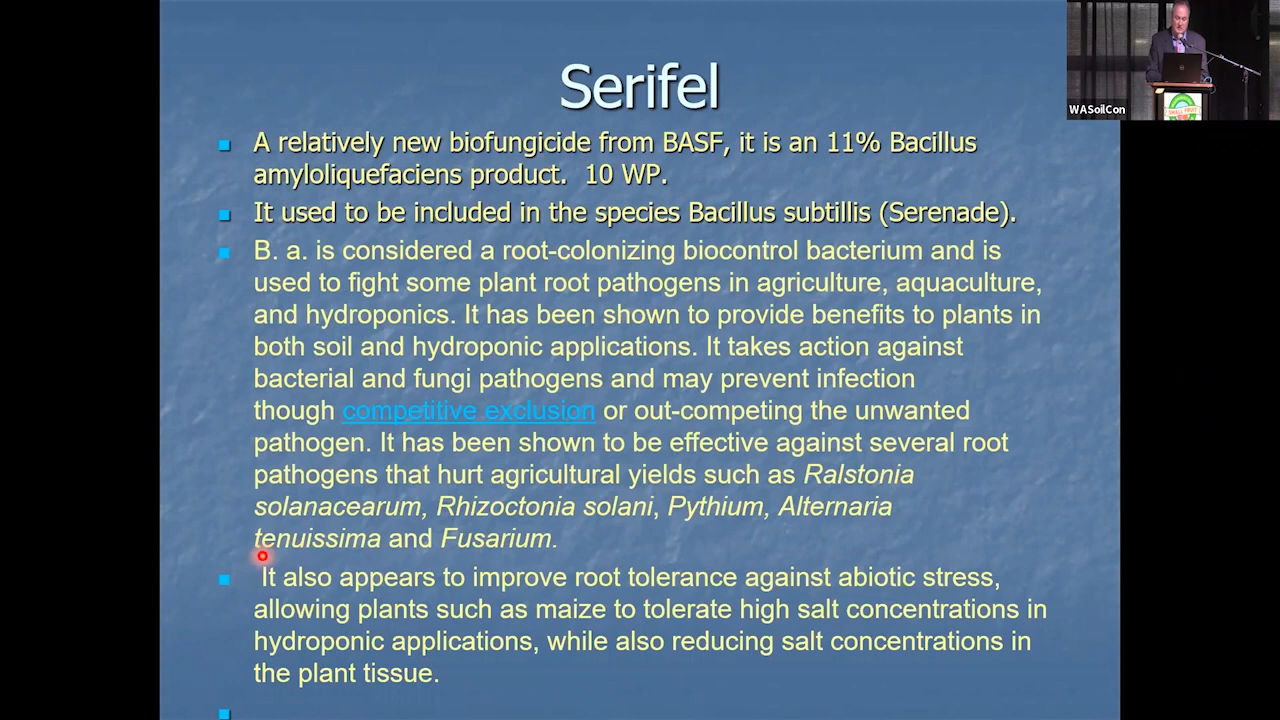 Serifel
A relatively new biofungicide from BASF, it is an 11% Bacillus
amyloliquefaciens product. 10 WP.
It used to be included in the species Bacillus subtillis (Serenade).
B. a. is considered a root-colonizing biocontrol bacterium and is
used to fight some plant root pathogens in agriculture, aquaculture,
and hydroponics. It has been shown to provide benefits to plants in
both soil and hydroponic applications. It takes action against
bacterial and fungi pathogens and may prevent infection
though competitive exclusion or out-competing the unwanted
pathogen. It has been shown to be effective against several root
pathogens that hurt agricultural yields such as Ralstonia
solanacearum, Rhizoctonia solani, Pythium, Alternaria
tenuissima and Fusarium.
It also appears to improve root tolerance against abiotic stress,
allowing plants such as maize to tolerate high salt concentrations in
hydroponic applications, while also reducing salt concentrations in
the plant tissue.
WASoilCon
SMALL FRUIT